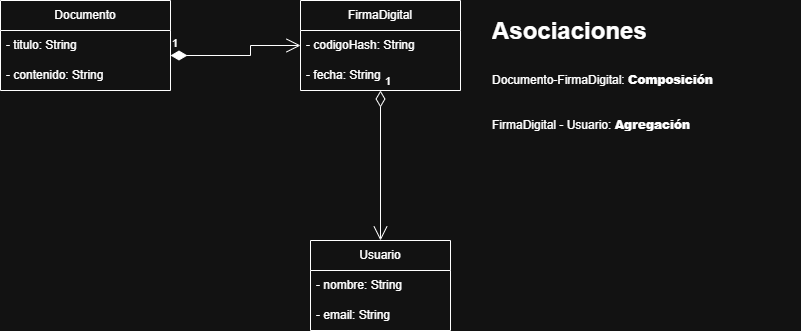 Documento
- titulo: String
- contenido: String
1
FirmaDigital
- codigoHash: String
- fecha: String
1
Usuario
- nombre: String
- email: String
Asociaciones
Documento-FirmaDigital: Composición
FirmaDigital - Usuario: Agregación